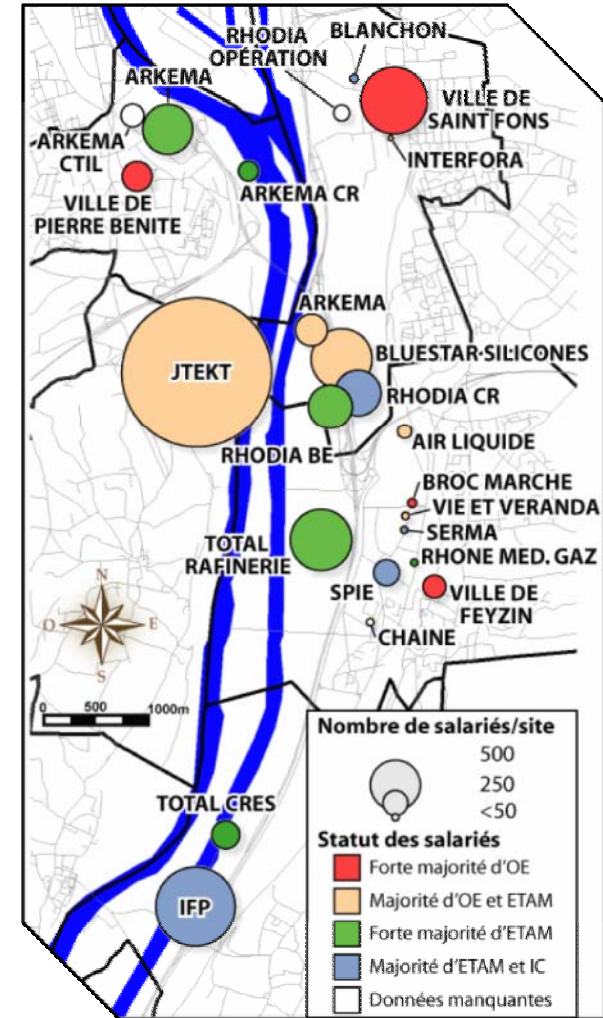 RHODIA
OPÉRATION
BLANCHON
ARKEMA
VILLE DE
SAINT FONS
ARKEMA
CTIL
INTERFORA
ARKEMA CR
VILLE DE
PIERRE BENITE
ARKEMA
JTEKT
BLUESTAR SILICONES
RHODIA CR
AIR LIQUIDE
RHODIA BE
BROC MARCHE
VIE ET VERANDA
SERMA
TOTAL
RAFINERIE
RHONE MED. GAZ
SPIE
VILLE DE
FEYZIN
CHAINE
N
O
E
S
0 500 1000m
Nombre de salariés/site
500
250
<50
Statut des salariés
Forte majorité d'OE
Majorité d'OE et ETAM
Forte majorité d'ETAM
Majorité d'ETAM et IC
Données manquantes
TOTAL CRES
IFP